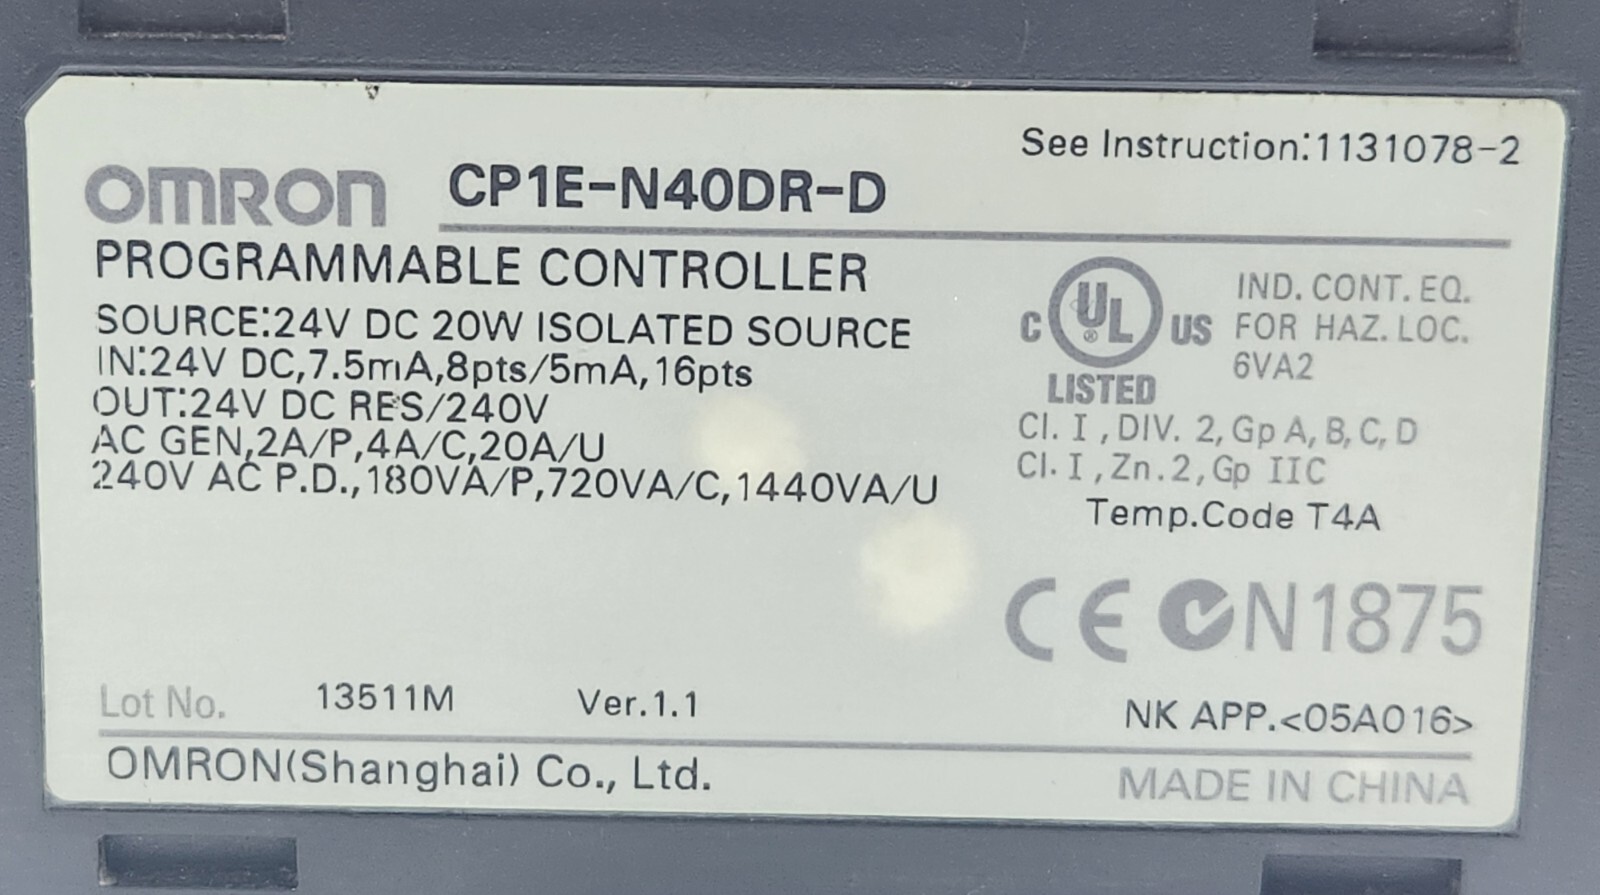 See Instruction:1131078-2
OMRON CP1E-N40DR-D
PROGRAMMABLE CONTROLLER
SOURCE:24V DC 20W ISOLATED SOURCE
IN:24V DC,7.5mA,8pts/5mA,16pts
OUT:24V DC RES/240V
AC GEN,2A/P,4A/C,20A/U
240V AC P.D.,180VA/P,720VA/C,1440VA/U
C UL ® US
LISTED
IND. CONT. EQ.
FOR HAZ. LOC.
6VA2
Cl. I ,DIV. 2,Gp A, B, C, D
Cl. I ,Zn.2,Gp IIC
Temp.Code T4A
CE N1875
Lot No. 13511M Ver.1.1
NK APP.<05A016>
OMRON(Shanghai) Co., Ltd.
MADE IN CHINA